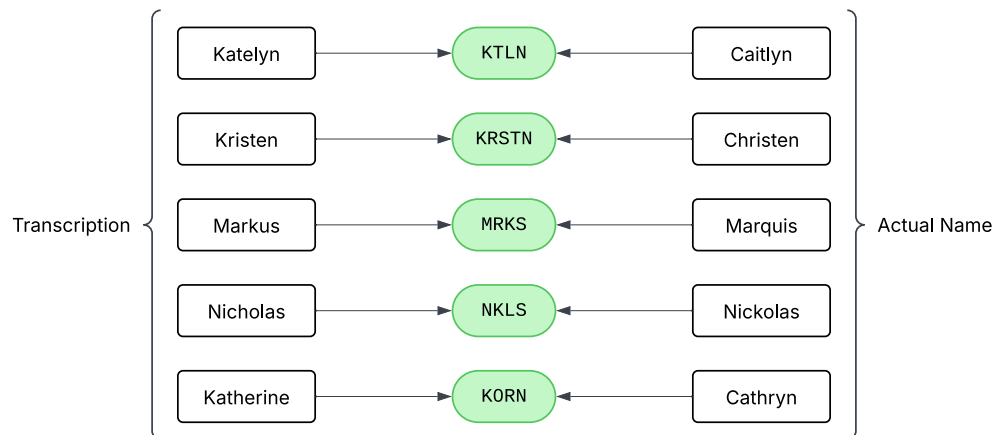 Katelyn KTLN Caitlyn
Kristen KRSTN Christen
Transcription Markus MRKS Marquis Actual Name
Nicholas NKLS Nickolas
Katherine K0RN Cathryn